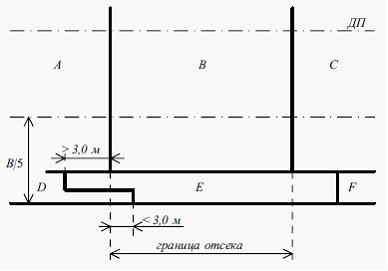 ДП
A B C
> 3,0 м
B/5
D E F
< 3,0 м
граница отсека